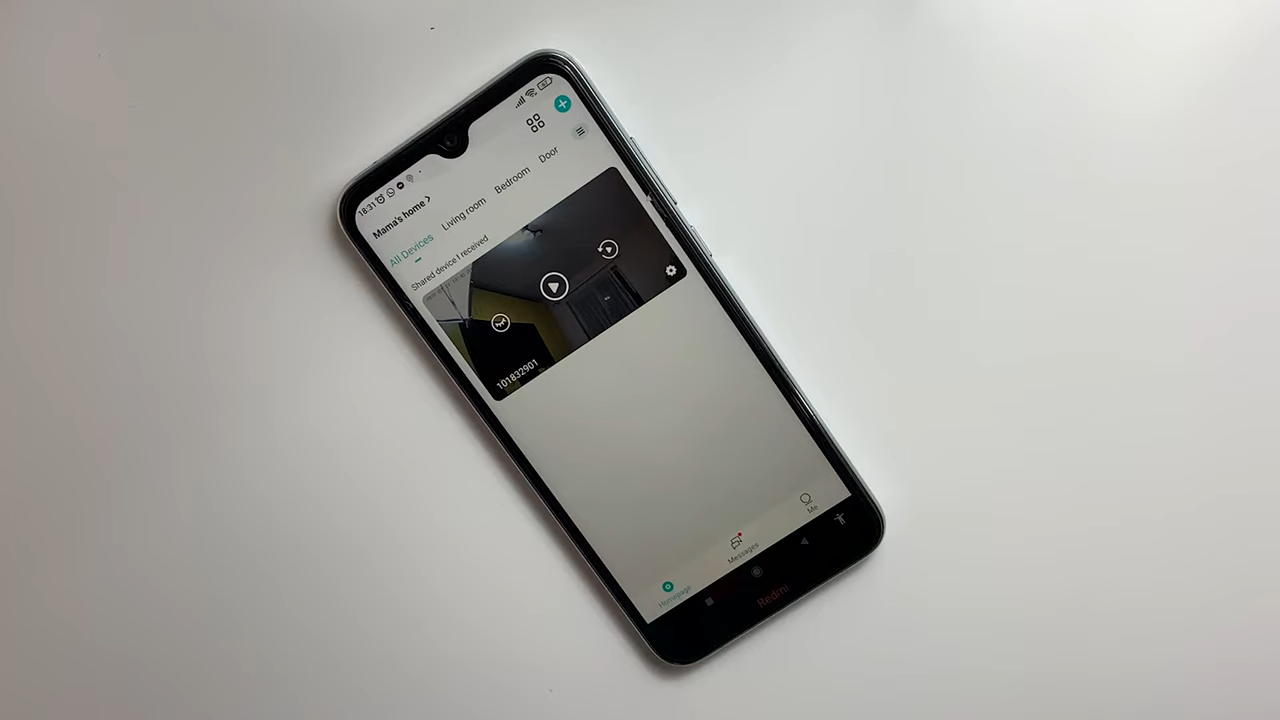 18:31
Mama's home
All Devices Living room Bedroom Door
Shared device I received
101832901
Homepage Messages Me
Redmi